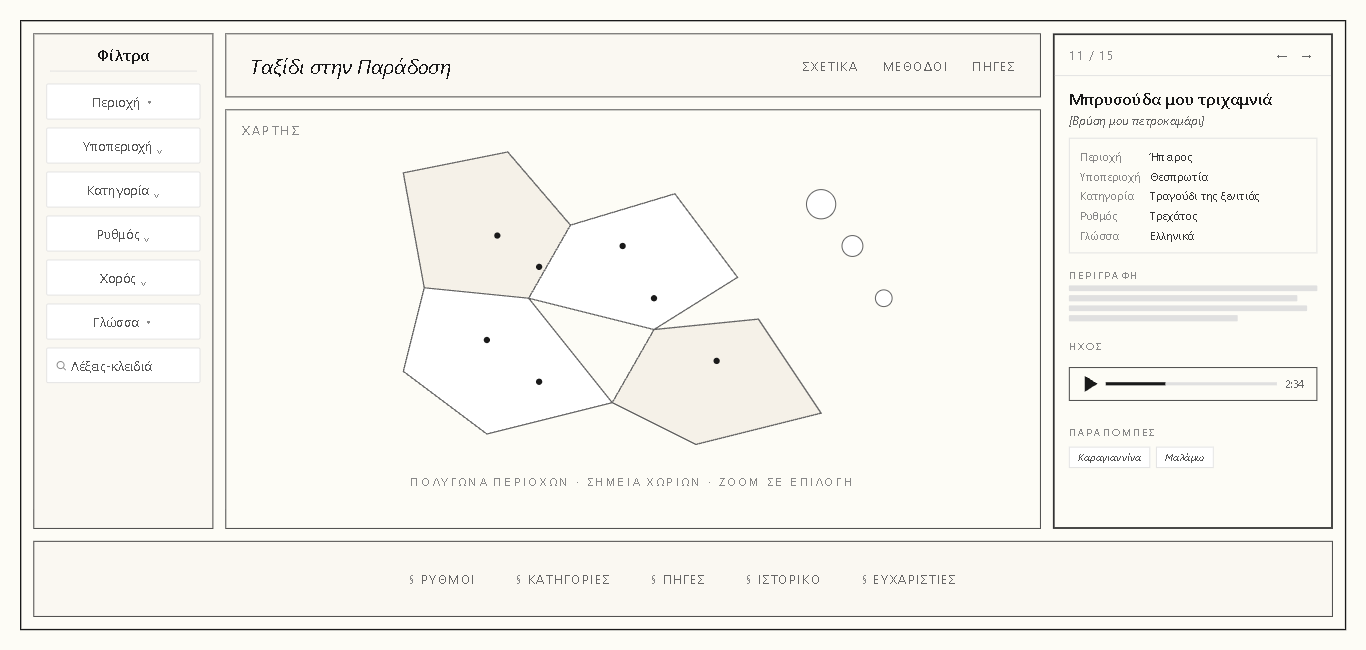 Φίλτρα
Περιοχή
Υποπεριοχή
Κατηγορία
Ρυθμός
Χορός
Γλώσσα
Λέξεις-κλειδιά
Ταξίδι στην Παράδοση
ΣΧΕΤΙΚΑ ΜΕΘΟΔΟΙ ΠΗΓΕΣ
ΧΑΡΤΗΣ
ΠΟΛΥΓΩΝΑ ΠΕΡΙΟΧΩΝ · ΣΗΜΕΙΑ ΧΩΡΙΩΝ · ZOOM ΣΕ ΕΠΙΛΟΓΗ
11 / 15 ← →
Μπρυσούδα μου τριχαμνιά
[Βρύση μου πετροκαμάρι]
Περιοχή Ήπειρος
Υποπεριοχή Θεσπρωτία
Κατηγορία Τραγούδι της ξενιτιάς
Ρυθμός Τρεχάτος
Γλώσσα Ελληνικά
ΠΕΡΙΓΡΑΦΗ
ΗΧΟΣ
2:34
ΠΑΡΑΠΟΜΠΕΣ
Καραγιαννίνα Μαλάμω
§ ΡΥΘΜΟΙ § ΚΑΤΗΓΟΡΙΕΣ § ΠΗΓΕΣ § ΙΣΤΟΡΙΚΟ § ΕΥΧΑΡΙΣΤΙΕΣ